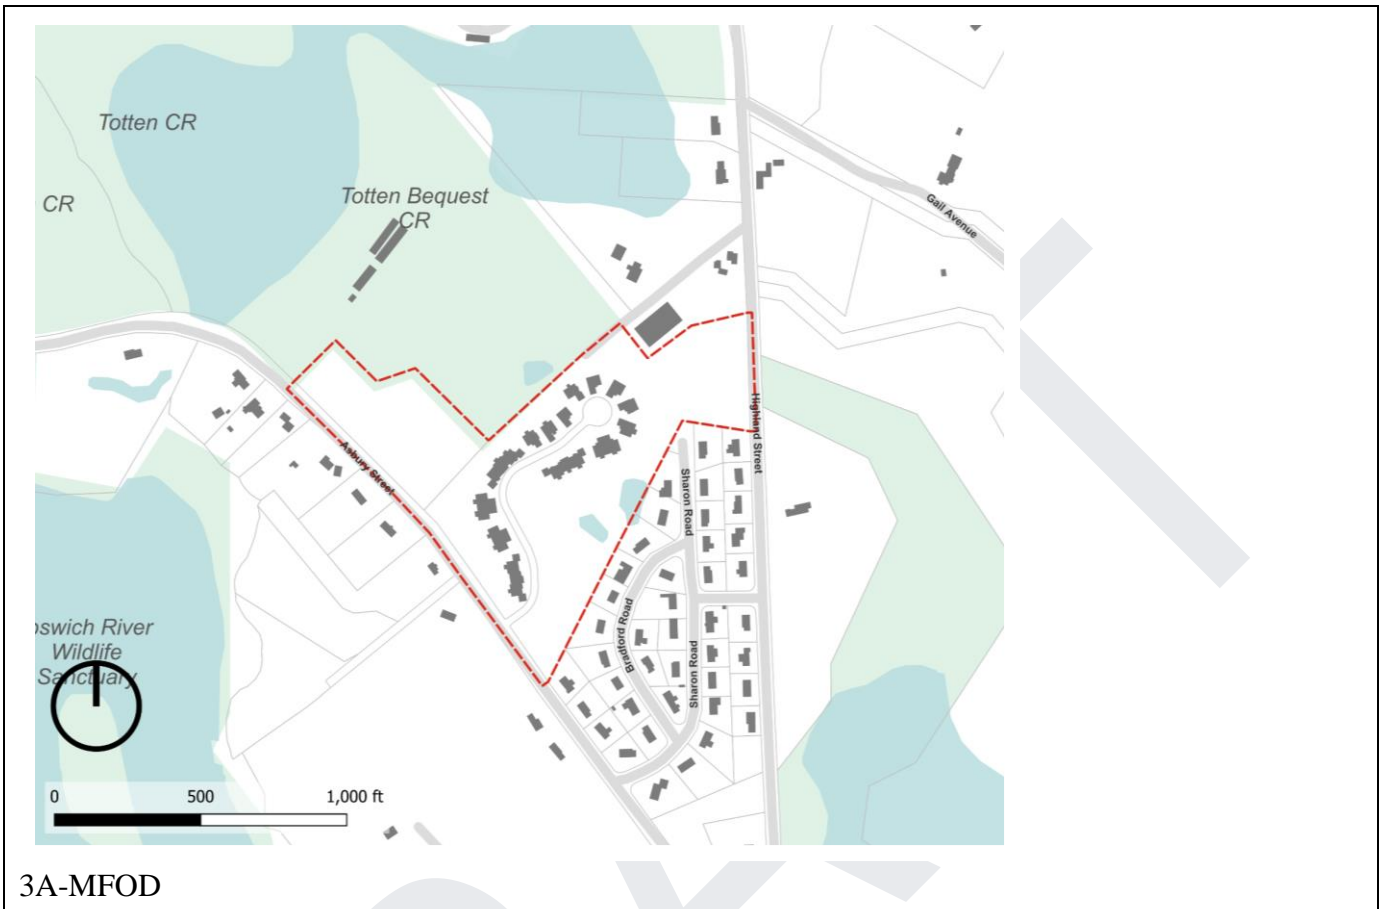 Totten CR
CR
Totten Bequest
CR
Gail Avenue
Highland Street
Asbury Street
Sharon Road
Bradford Road
Sharon Road
pswich River
Wildlife
Sanctuary
0 500 1,000 ft
3A-MFOD